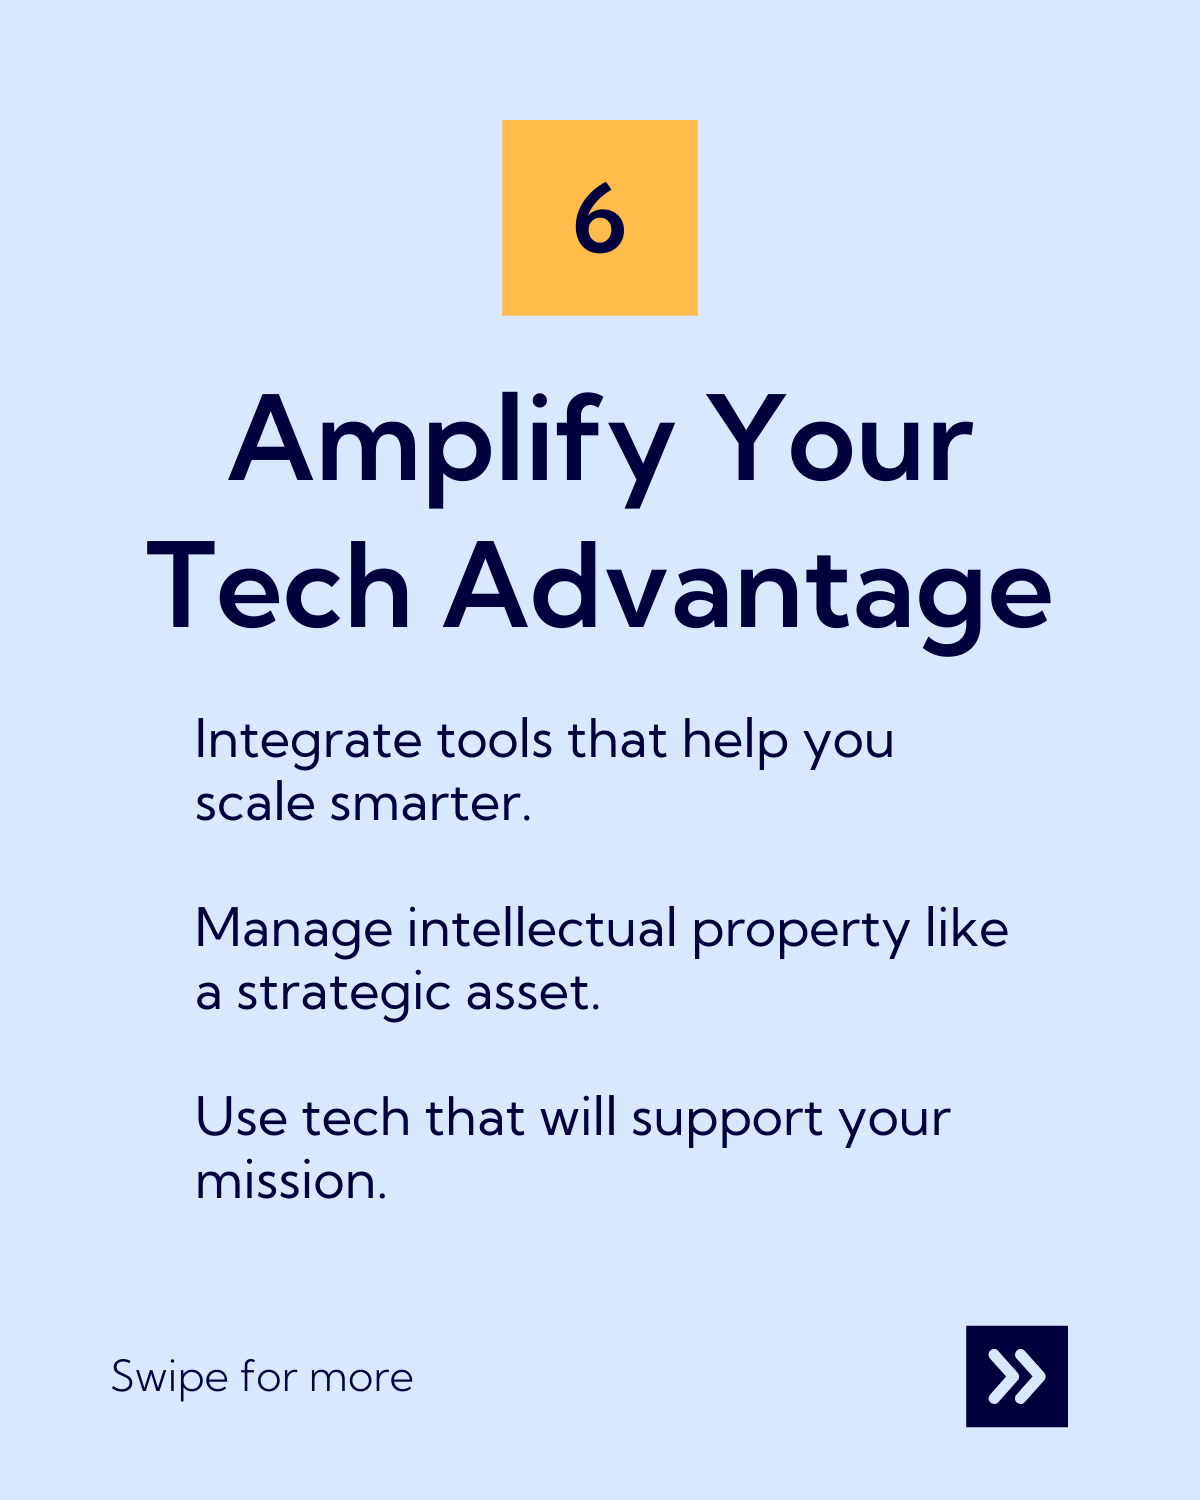 6
Amplify Your
Tech Advantage
Integrate tools that help you
scale smarter.
Manage intellectual property like
a strategic asset.
Use tech that will support your
mission.
Swipe for more